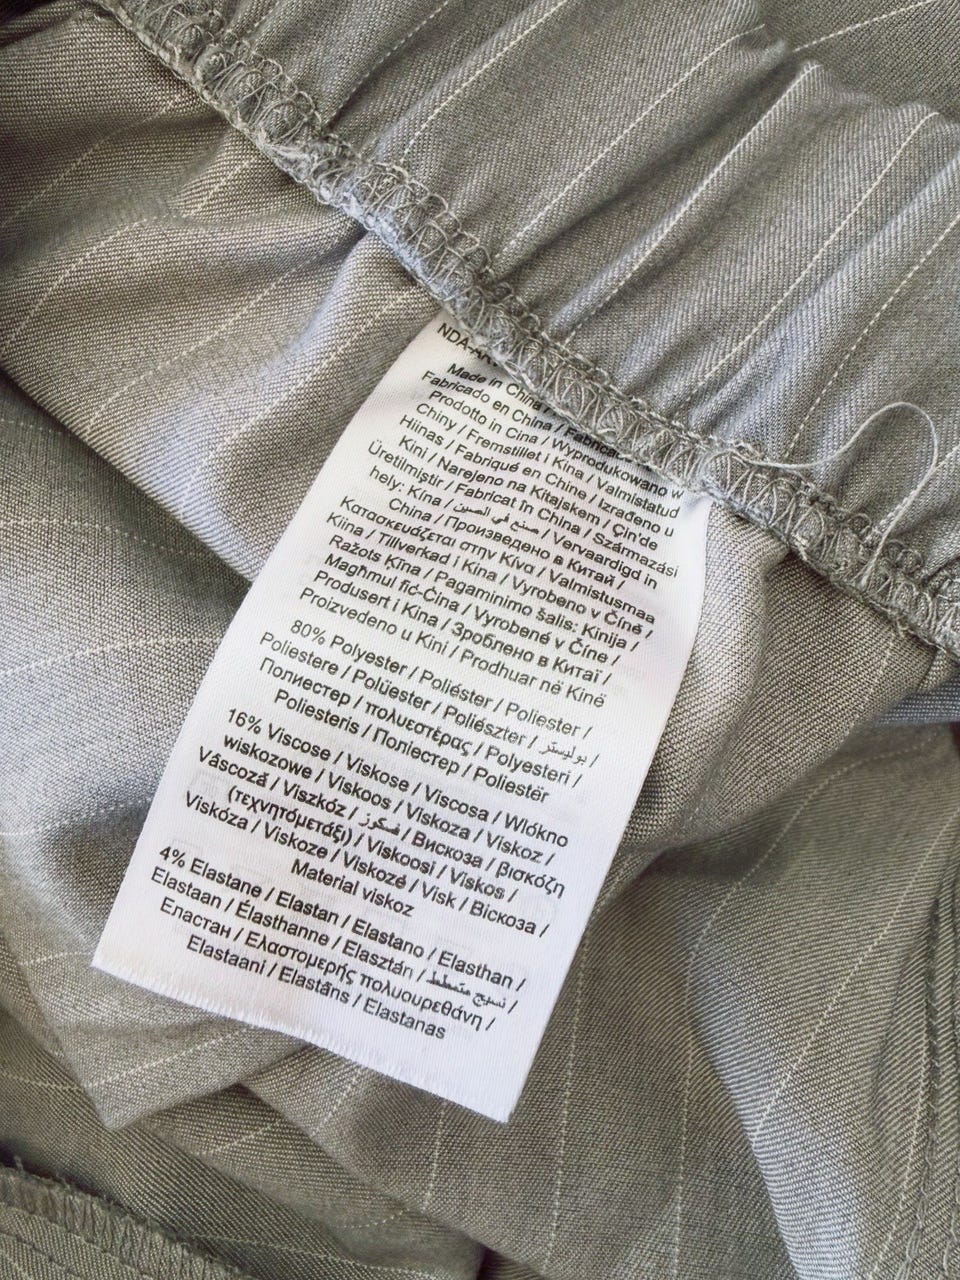 Made in China /
Fabricado en China /
Prodotto in Cina / Wyprodukowano w
Chiny / Fremstillet i Kina / Valmistatud
Hiinas / Fabriqué en Chine / Izrađeno u
Kini / Narejeno na Kitajskem / Çin'de
Üretilmiştir / Fabricat în China / Származási
hely: Kína / صنع في الصين / Vervaardigd in
China / Произведено в Китай /
Κατασκευάζεται στην Κίνα / Valmistusmaa
Kiina / Tillverkad i Kina / Vyrobeno v Číně /
Ražots Ķīna / Pagaminimo šalis: Kinija /
Magħmul fiċ-Ċina / Vyrobené v Číne /
Produsert i Kina / Зроблено в Китаї /
Proizvedeno u Kini / Prodhuar në Kinë
80% Polyester / Poliéster / Poliester /
Poliestere / Polüester / Poliészter / بوليستر /
Полиестер / πολυεστέρας / Polyesteri /
Poliesteris / Поліестер / Poliestër
16% Viscose / Viskose / Viscosa / Włókno
wiskozowe / Viskoos / Viskoza / Viskoz /
Vâscoză / Viszkóz / فسكوز / Вискоза / βισκόζη
(τεχνητόμετάξι) / Viskoosi / Viskos /
Viskóza / Viskoze / Viskozė / Visk / Віскоза /
Material viskoz
4% Elastane / Elastan / Elastano / Elasthan /
Elastaan / Élasthanne / Elasztán / نسيج متمطط /
Еластан / Ελαστομερής πολυουρεθάνη /
Elastaani / Elastāns / Elastanas